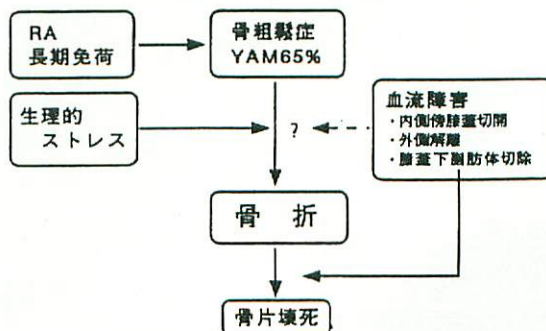 RA
長期免荷
骨粗鬆症
YAM65%
生理的
ストレス
?
血流障害
・内側傍膝蓋切開
・外側解離
・膝蓋下脂肪体切除
骨 折
骨片壊死